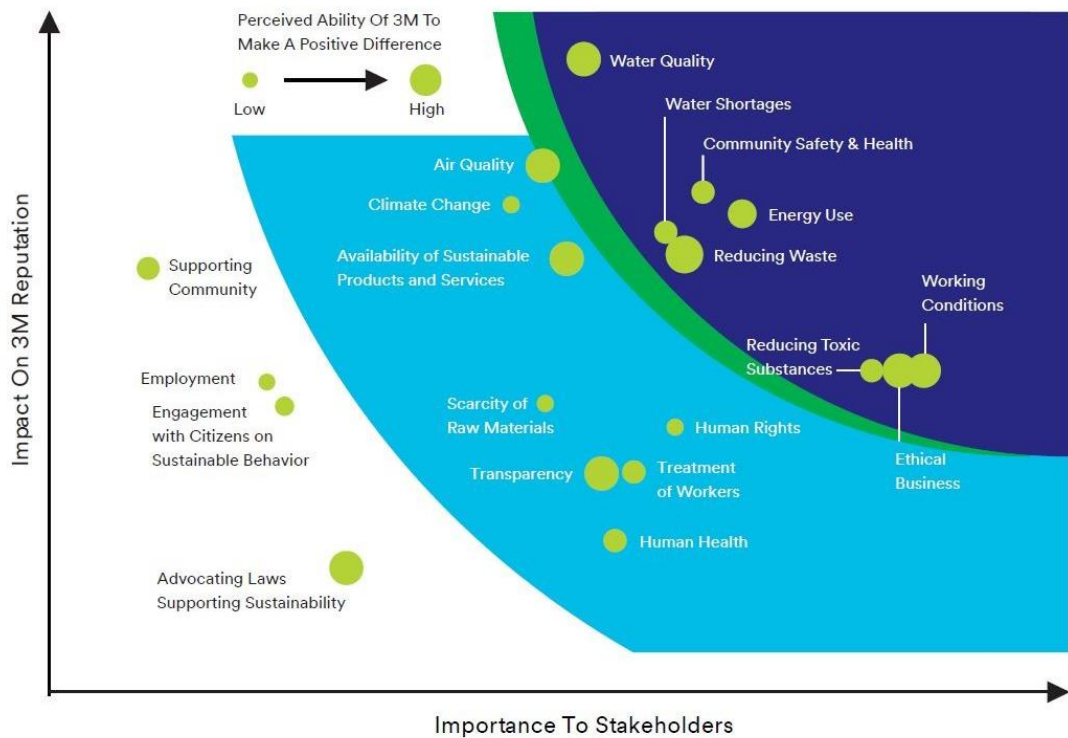 Perceived Ability Of 3M To
Make A Positive Difference
Low
High
Water Quality
Water Shortages
Community Safety & Health
Air Quality
Climate Change
Energy Use
Availability of Sustainable
Products and Services
Reducing Waste
Supporting
Community
Working
Conditions
Reducing Toxic
Substances
Employment
Engagement
with Citizens on
Sustainable Behavior
Scarcity of
Raw Materials
Human Rights
Transparency
Treatment
of Workers
Ethical
Business
Human Health
Advocating Laws
Supporting Sustainability
Impact On 3M Reputation
Importance To Stakeholders